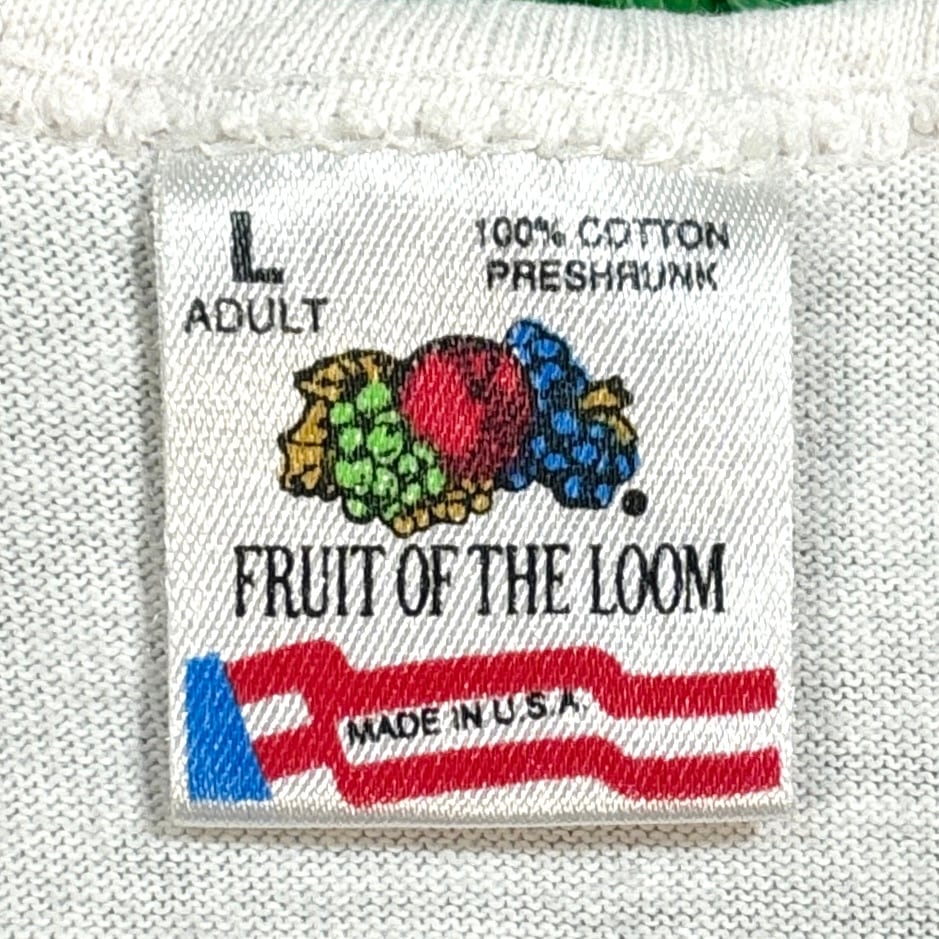 L
ADULT
100% COTTON
PRESHRUNK
FRUIT OF THE LOOM
MADE IN U.S.A.